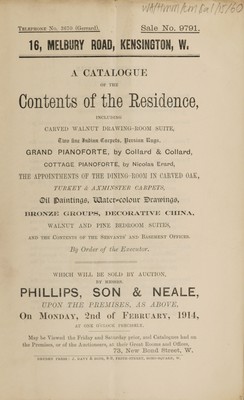 TELEPHONE No. 2670 (Gerrard). Sale No. 9791.
16, MELBURY ROAD, KENSINGTON, W.
A CATALOGUE
OF THE
Contents of the Residence,
INCLUDING
CARVED WALNUT DRAWING-ROOM SUITE,
Two fine Indian Carpets, Persian Rugs,
GRAND PIANOFORTE, by Collard & Collard,
COTTAGE PIANOFORTE, by Nicolas Erard,
THE APPOINTMENTS OF THE DINING-ROOM IN CARVED OAK,
TURKEY & AXMINSTER CARPETS,
Oil Paintings, Water-colour Drawings,
BRONZE GROUPS, DECORATIVE CHINA,
WALNUT AND PINE BEDROOM SUITES,
AND THE CONTENTS OF THE SERVANTS' AND BASEMENT OFFICES.
By Order of the Executor.
WHICH WILL BE SOLD BY AUCTION,
BY MESSRS.
PHILLIPS, SON & NEALE,
UPON THE PREMISES, AS ABOVE,
On MONDAY, 2nd of FEBRUARY, 1914,
AT ONE O'CLOCK PRECISELY.
May be Viewed the Friday and Saturday prior, and Catalogues had on
the Premises, or of the Auctioneers, at their Great Rooms and Offices,
73, New Bond Street, W.